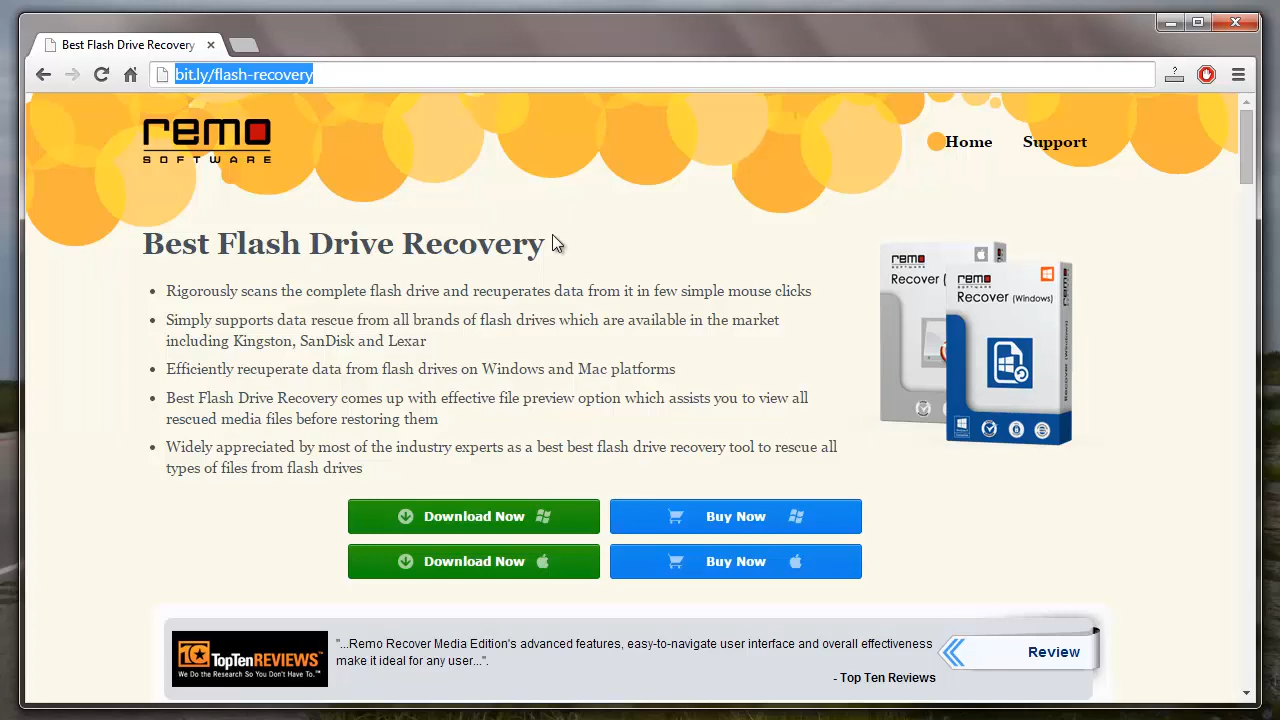 Best Flash Drive Recovery
bit.ly/flash-recovery
remo
SOFTWARE
Home Support
Best Flash Drive Recovery
• Rigorously scans the complete flash drive and recuperates data from it in few simple mouse clicks
• Simply supports data rescue from all brands of flash drives which are available in the market
including Kingston, SanDisk and Lexar
• Efficiently recuperate data from flash drives on Windows and Mac platforms
• Best Flash Drive Recovery comes up with effective file preview option which assists you to view all
rescued media files before restoring them
• Widely appreciated by most of the industry experts as a best best flash drive recovery tool to rescue all
types of files from flash drives
remo
SOFTWARE
Recover
remo
SOFTWARE
Recover (Windows)
Download Now Buy Now
Download Now Buy Now
10 TopTenREVIEWS™
We Do the Research So You Don't Have To.™
"...Remo Recover Media Edition's advanced features, easy-to-navigate user interface and overall effectiveness
make it ideal for any user...".
- Top Ten Reviews
Review